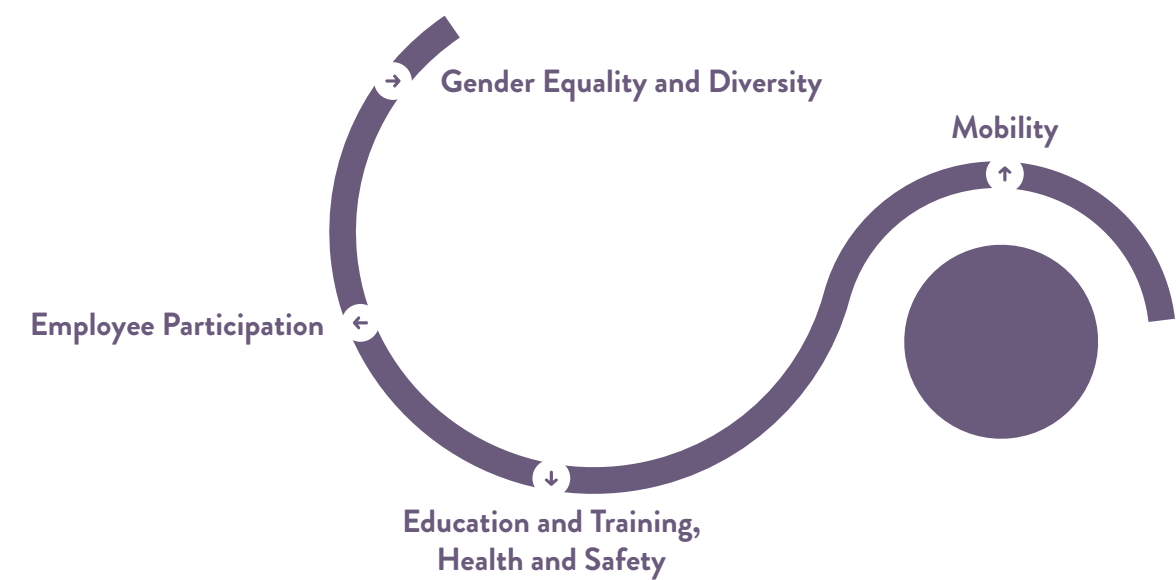 Gender Equality and Diversity
Mobility
Employee Participation
Education and Training,
Health and Safety